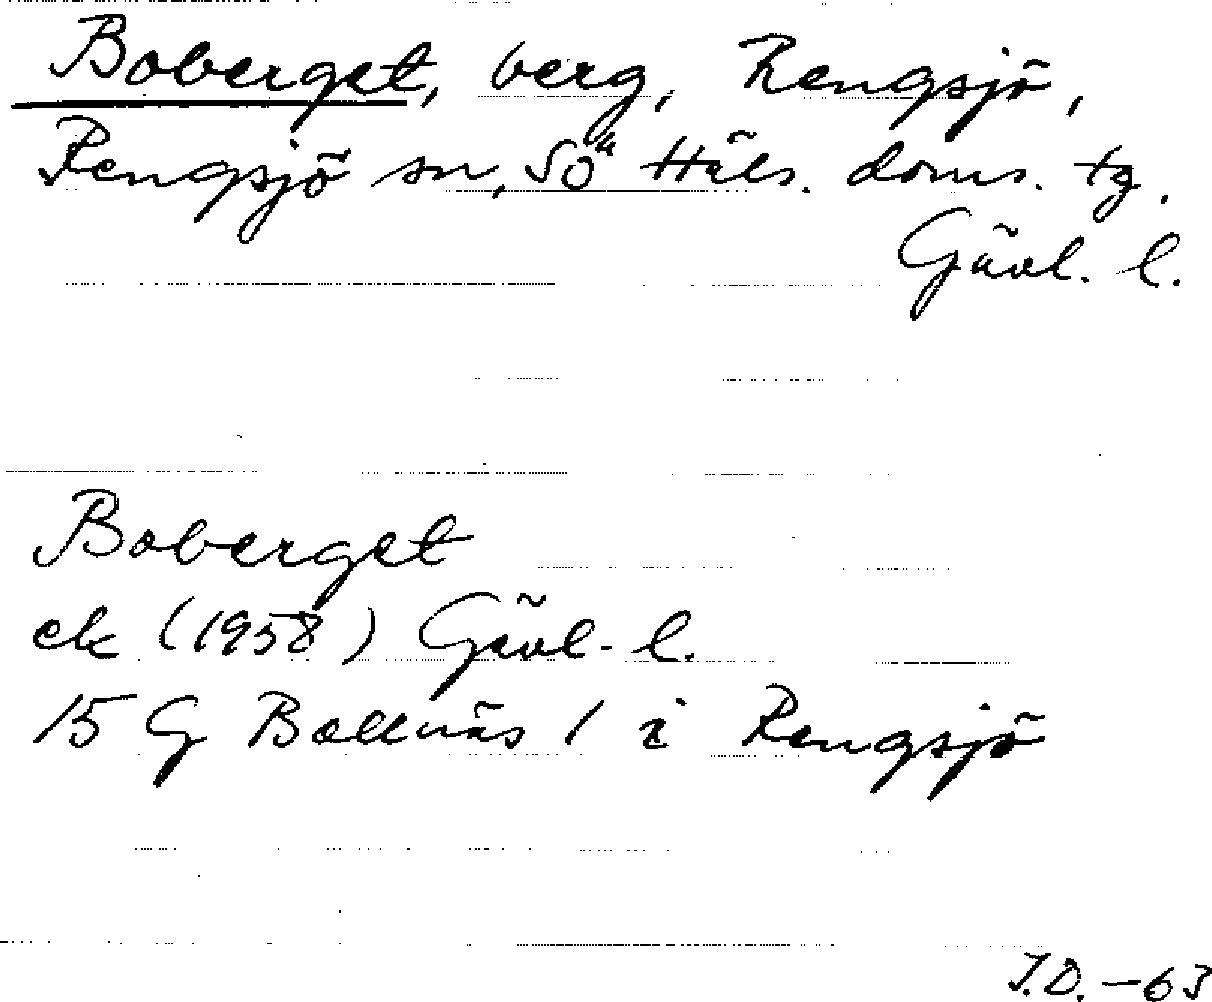 Boberget, berg, Rengsjö,
Rengsjö sn, SÖ Häls. doms. tg.
Gävl. l.
Boberget
ek (1958) Gävl. l.
15 G Bollnäs 1 i Rengsjö
J.O. -63